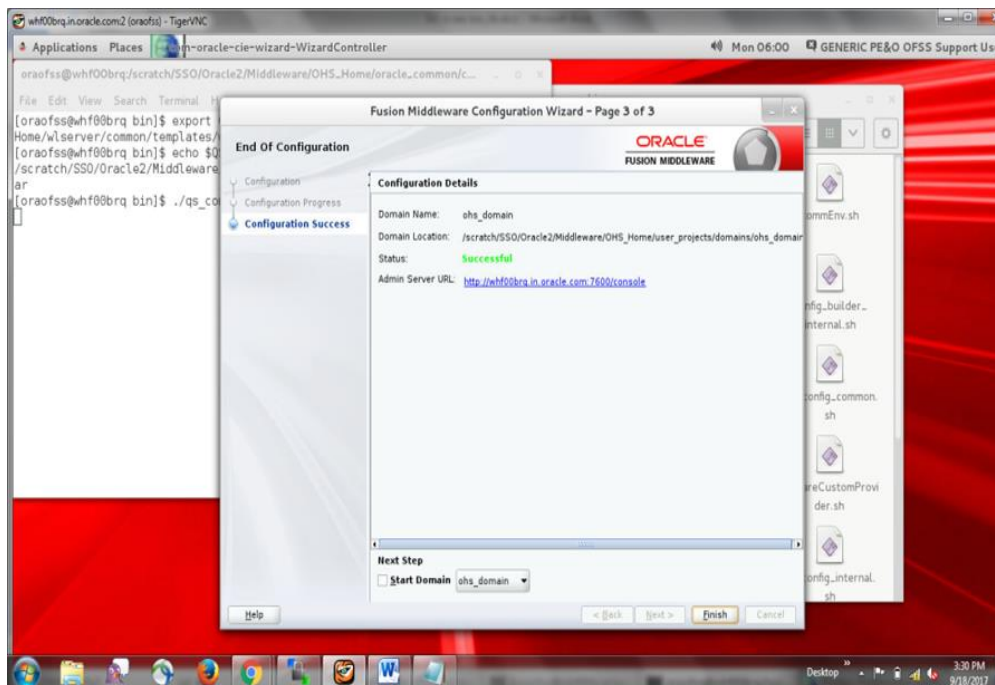 whf00brq.in.oracle.com:2 (oraofss) - TigerVNC
Applications Places -oracle-cie-wizard-WizardController Mon 06:00 GENERIC PE&O OFSS Support Us
oraofss@whf00brq:/scratch/SSO/Oracle2/Middleware/OHS_Home/oracle_common/c...
File Edit View Search Terminal H
[oraofss@whf00brq bin]$ export
Home/wlserver/common/templates/
[oraofss@whf00brq bin]$ echo $Q
/scratch/SSO/Oracle2/Middleware
ar
[oraofss@whf00brq bin]$ ./qs_co
Fusion Middleware Configuration Wizard - Page 3 of 3
End Of Configuration
ORACLE
FUSION MIDDLEWARE
Configuration
Configuration Progress
Configuration Success
Configuration Details
Domain Name: ohs_domain
Domain Location: /scratch/SSO/Oracle2/Middleware/OHS_Home/user_projects/domains/ohs_domain
Status: Successful
Admin Server URL: http://whf00brq.in.oracle.com:7600/console
Next Step
Start Domain ohs_domain
Help < Back Next > Finish Cancel
ommEnv.sh
nfig_builder_
internal.sh
config_common.
sh
reCustomProvi
der.sh
config_internal.
sh
Desktop
3:30 PM
9/18/2017